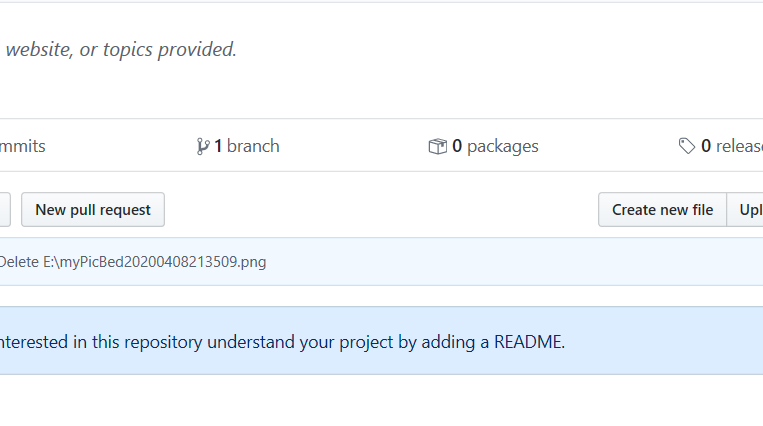 website, or topics provided.
mmits 1 branch 0 packages 0 releas
New pull request Create new file Upl
Delete E:\myPicBed20200408213509.png
nterested in this repository understand your project by adding a README.